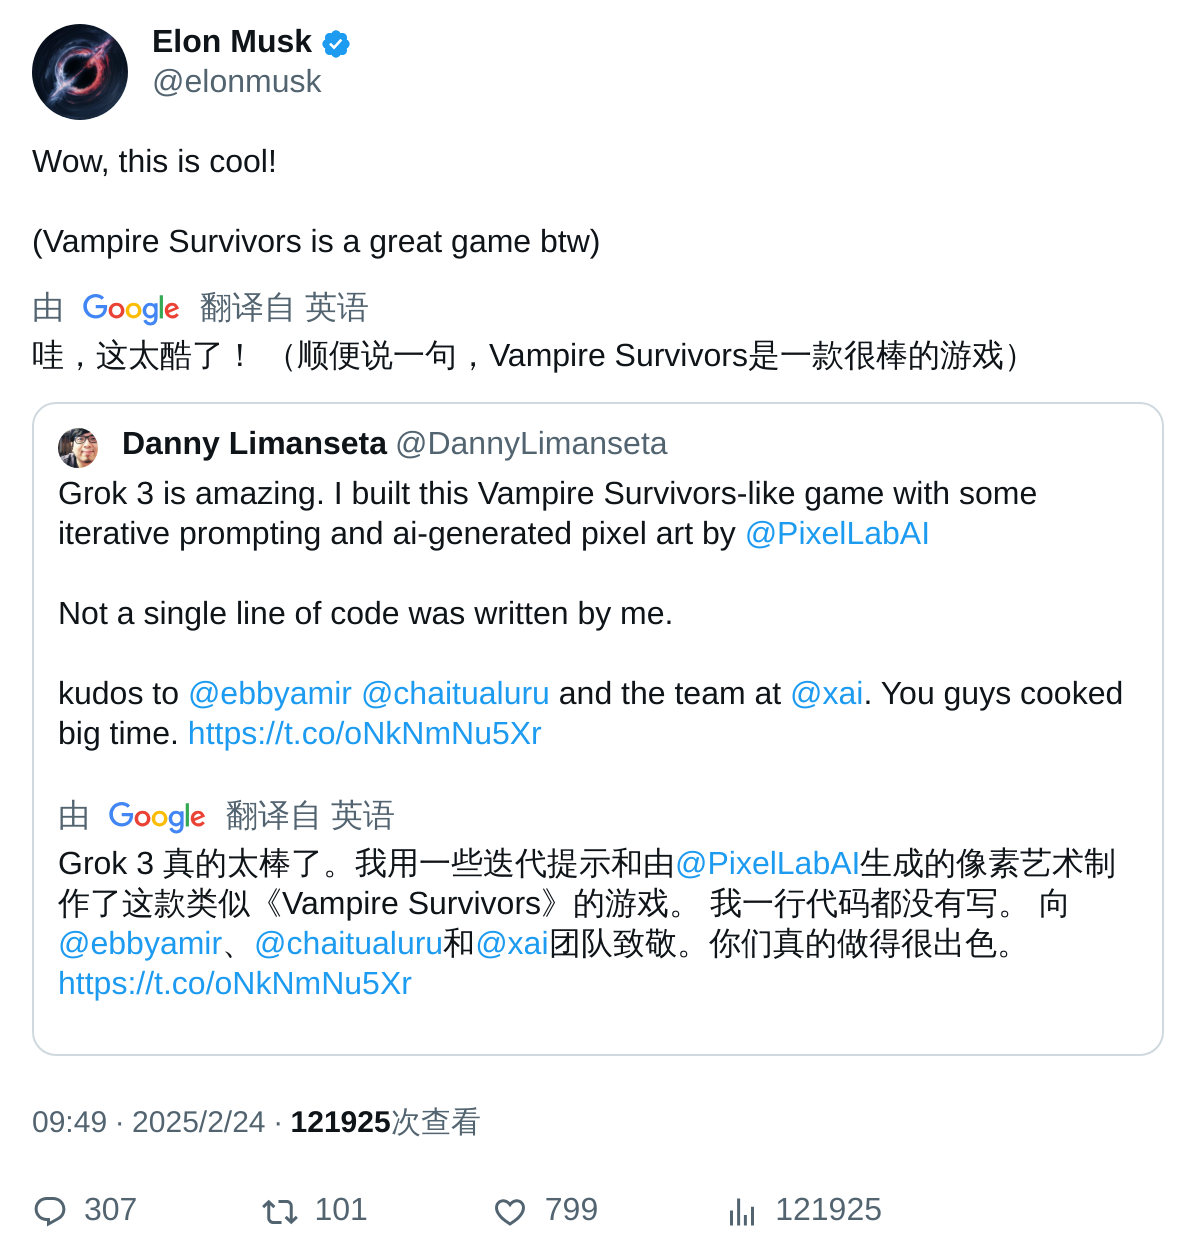 Elon Musk
@elonmusk
Wow, this is cool!
(Vampire Survivors is a great game btw)
由 Google 翻译自 英语
哇，这太酷了！ （顺便说一句，Vampire Survivors是一款很棒的游戏）
Danny Limanseta @DannyLimanseta
Grok 3 is amazing. I built this Vampire Survivors-like game with some
iterative prompting and ai-generated pixel art by @PixelLabAI
Not a single line of code was written by me.
kudos to @ebbyamir @chaitualuru and the team at @xai. You guys cooked
big time. https://t.co/oNkNmNu5Xr
由 Google 翻译自 英语
Grok 3 真的太棒了。我用一些迭代提示和由@PixelLabAI生成的像素艺术制
作了这款类似《Vampire Survivors》的游戏。 我一行代码都没有写。 向
@ebbyamir、@chaitualuru和@xai团队致敬。你们真的做得很出色。
https://t.co/oNkNmNu5Xr
09:49 · 2025/2/24 · 121925次查看
307 101 799 121925